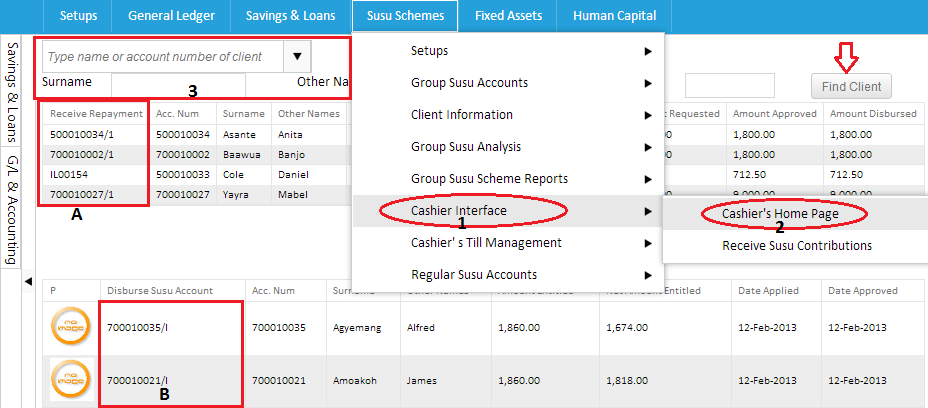 Setups General Ledger Savings & Loans Susu Schemes Fixed Assets Human Capital
Savings & Loans
G/L & Accounting
Type name or account number of client
Surname 3 Other Na
Find Client
Setups
Group Susu Accounts
Client Information
Group Susu Analysis
Group Susu Scheme Reports
Cashier Interface
1
Cashier' s Till Management
Regular Susu Accounts
Cashier's Home Page
2
Receive Susu Contributions
Receive Repayment Acc. Num Surname Other Names Requested Amount Approved Amount Disbursed
500010034/1 500010034 Asante Anita 1,800.00 1,800.00
700010002/1 700010002 Baawua Banjo 1,800.00 1,800.00
IL00154 500010033 Cole Daniel 712.50 712.50
700010027/1 700010027 Yayra Mabel 9,000.00 9,000.00
A
P Disburse Susu Account Acc. Num Surname Other Names Amount Entitled Net Amount Entitled Date Applied Date Approved
no image 700010035/I 700010035 Agyemang Alfred 1,860.00 1,674.00 12-Feb-2013 12-Feb-2013
no image 700010021/I 700010021 Amoakoh James 1,860.00 1,818.00 12-Feb-2013 12-Feb-2013
B